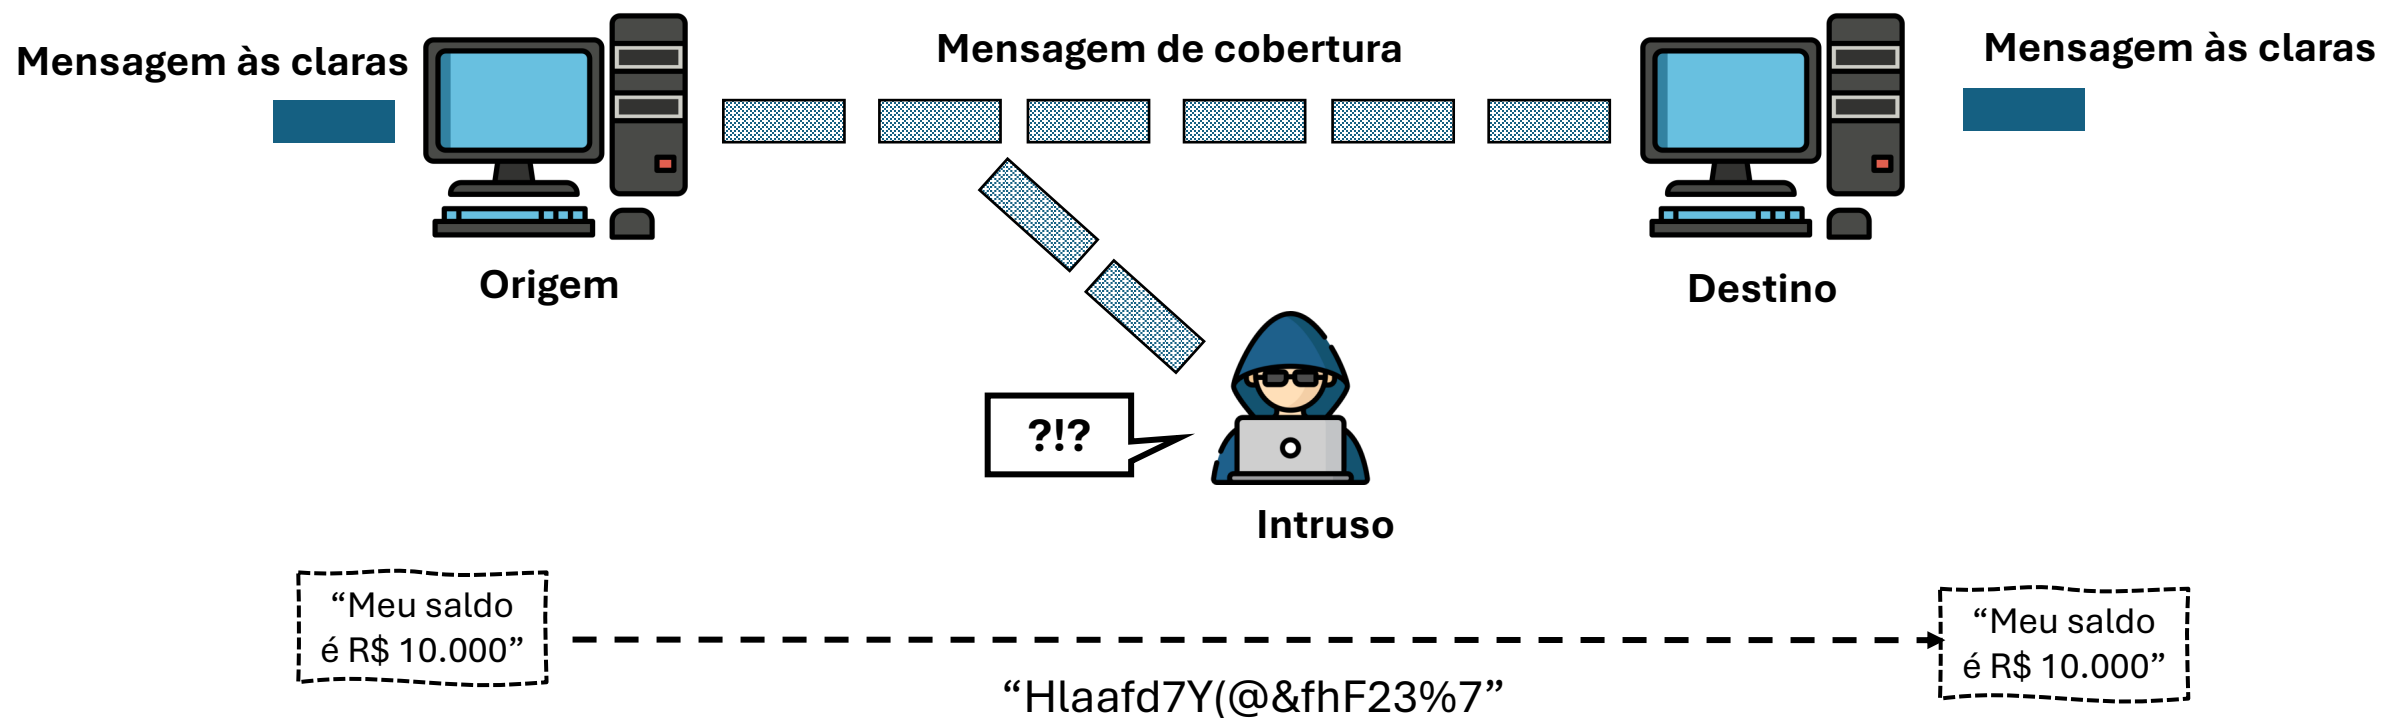 Mensagem às claras
Mensagem de cobertura
Mensagem às claras
Origem
Destino
?!?
Intruso
“Meu saldo
é R$ 10.000”
“Meu saldo
é R$ 10.000”
“Hlaafd7Y(@&fhF23%7”